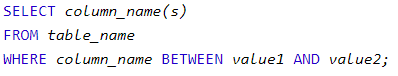 SELECT column_name(s)
FROM table_name
WHERE column_name BETWEEN value1 AND value2;